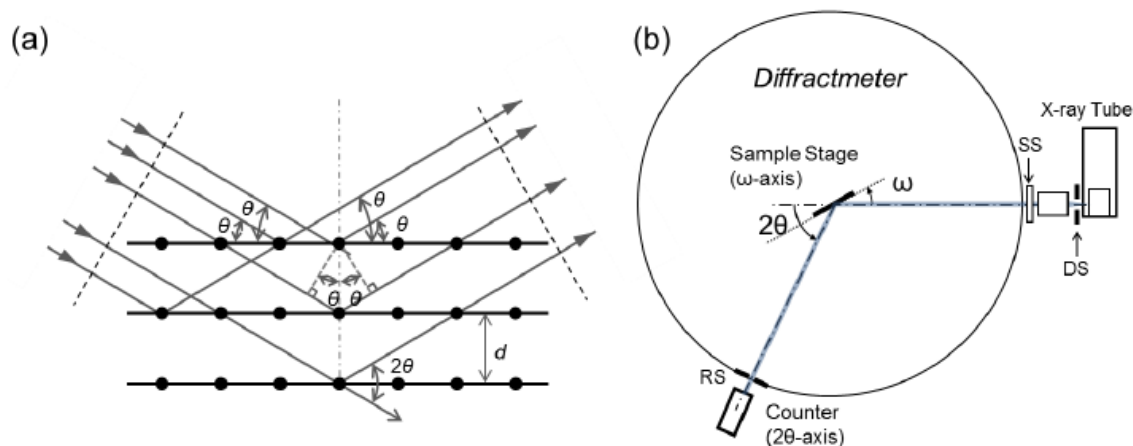 (a)
θ
θ
θ
θ
θ
θ
d
2θ
(b)
Diffractmeter
X-ray Tube
SS
Sample Stage
(ω-axis)
ω
2θ
DS
RS
Counter
(2θ-axis)